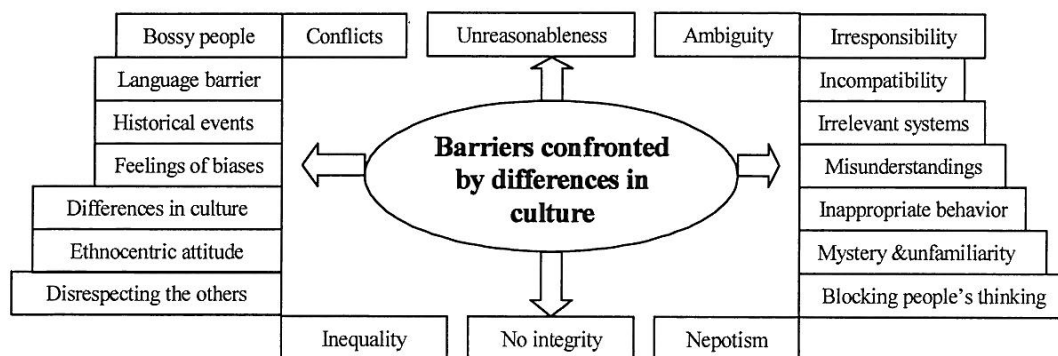 Bossy people
Conflicts
Unreasonableness
Ambiguity
Irresponsibility
Language barrier
Incompatibility
Historical events
Irrelevant systems
Feelings of biases
Misunderstandings
Barriers confronted
by differences in
culture
Differences in culture
Inappropriate behavior
Ethnocentric attitude
Mystery &unfamiliarity
Disrespecting the others
Blocking people's thinking
Inequality
No integrity
Nepotism